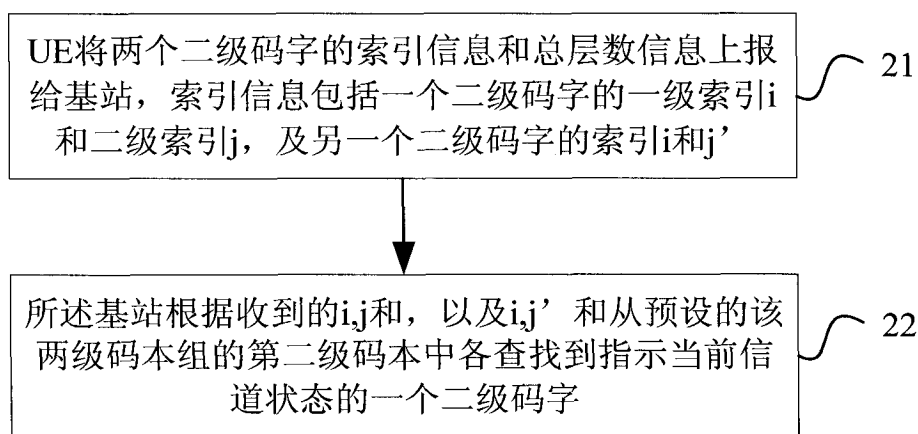 UE将两个二级码字的索引信息和总层数信息上报
给基站，索引信息包括一个二级码字的一级索引i
和二级索引j，及另一个二级码字的索引i和j’
21
所述基站根据收到的i,j和，以及i,j’和从预设的该
两级码本组的第二级码本中各查找到指示当前信
道状态的一个二级码字
22